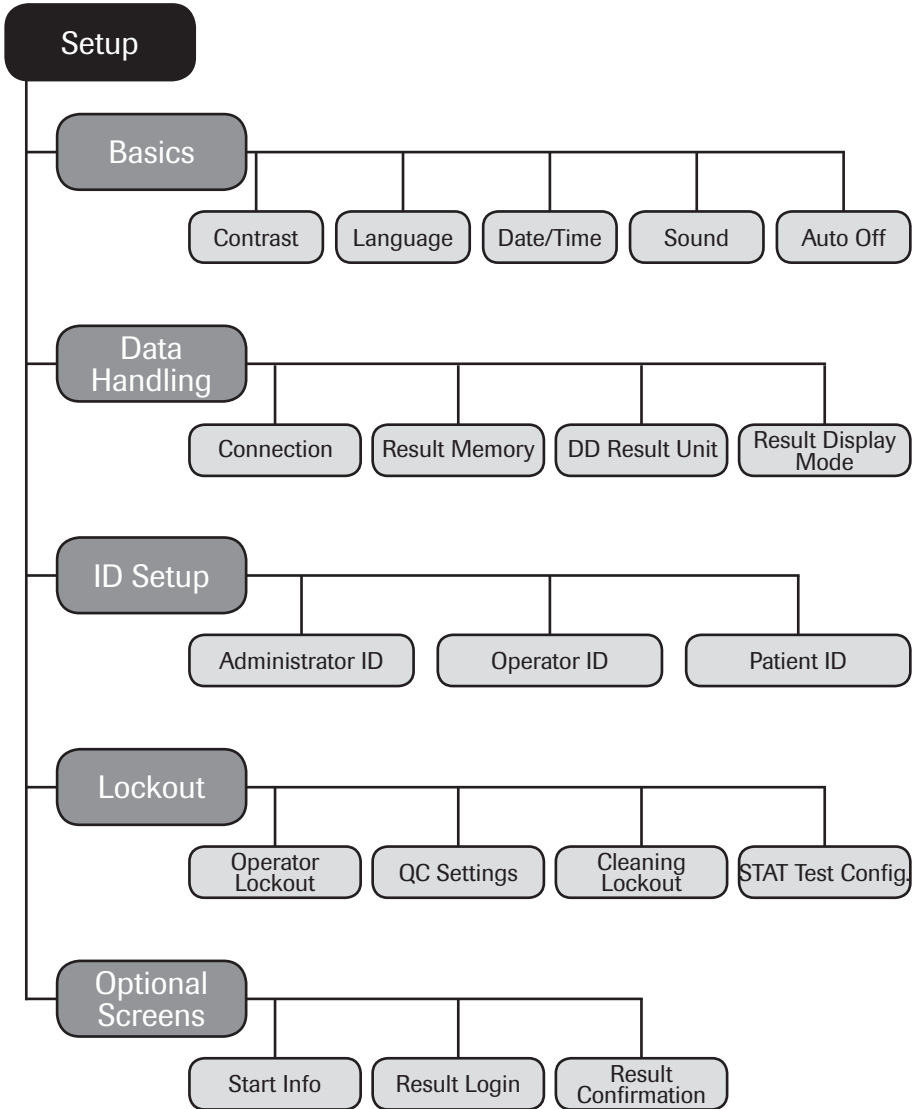 Setup
Basics
Contrast
Language
Date/Time
Sound
Auto Off
Data
Handling
Connection
Result Memory
DD Result Unit
Result Display
Mode
ID Setup
Administrator ID
Operator ID
Patient ID
Lockout
Operator
Lockout
QC Settings
Cleaning
Lockout
STAT Test Config.
Optional
Screens
Start Info
Result Login
Result
Confirmation